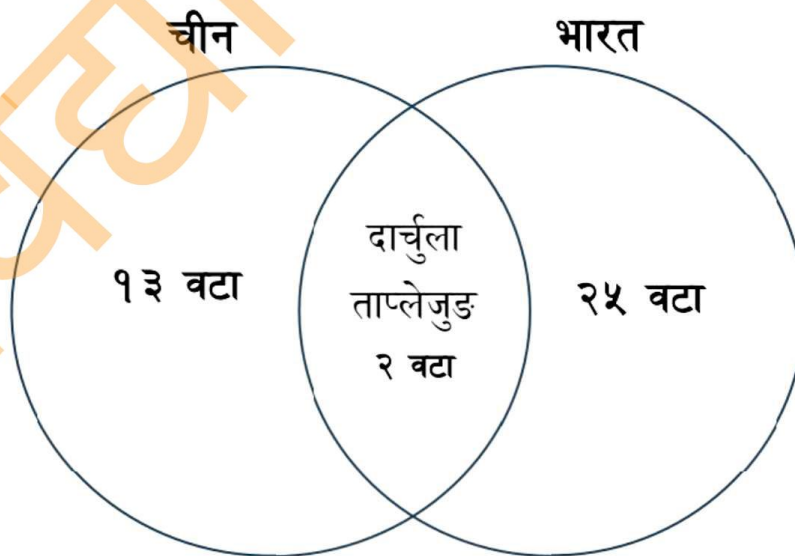 चीन
भारत
दार्चुला
ताप्लेजुङ
२ वटा
१३ वटा
२५ वटा